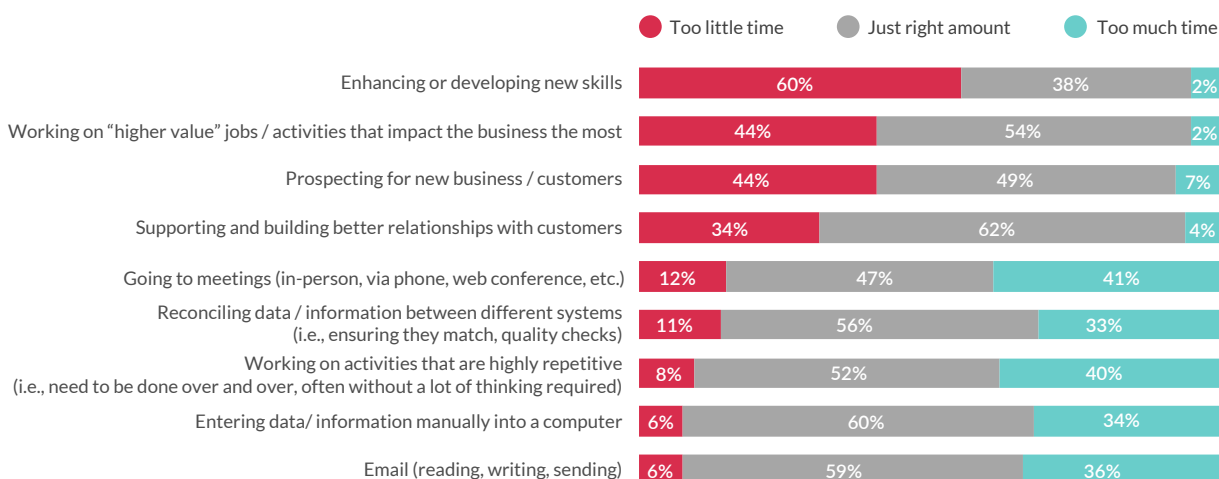 Too little time Just right amount Too much time
Enhancing or developing new skills 60% 38% 2%
Working on “higher value” jobs / activities that impact the business the most 44% 54% 2%
Prospecting for new business / customers 44% 49% 7%
Supporting and building better relationships with customers 34% 62% 4%
Going to meetings (in-person, via phone, web conference, etc.) 12% 47% 41%
Reconciling data / information between different systems
(i.e., ensuring they match, quality checks) 11% 56% 33%
Working on activities that are highly repetitive
(i.e., need to be done over and over, often without a lot of thinking required) 8% 52% 40%
Entering data/ information manually into a computer 6% 60% 34%
Email (reading, writing, sending) 6% 59% 36%